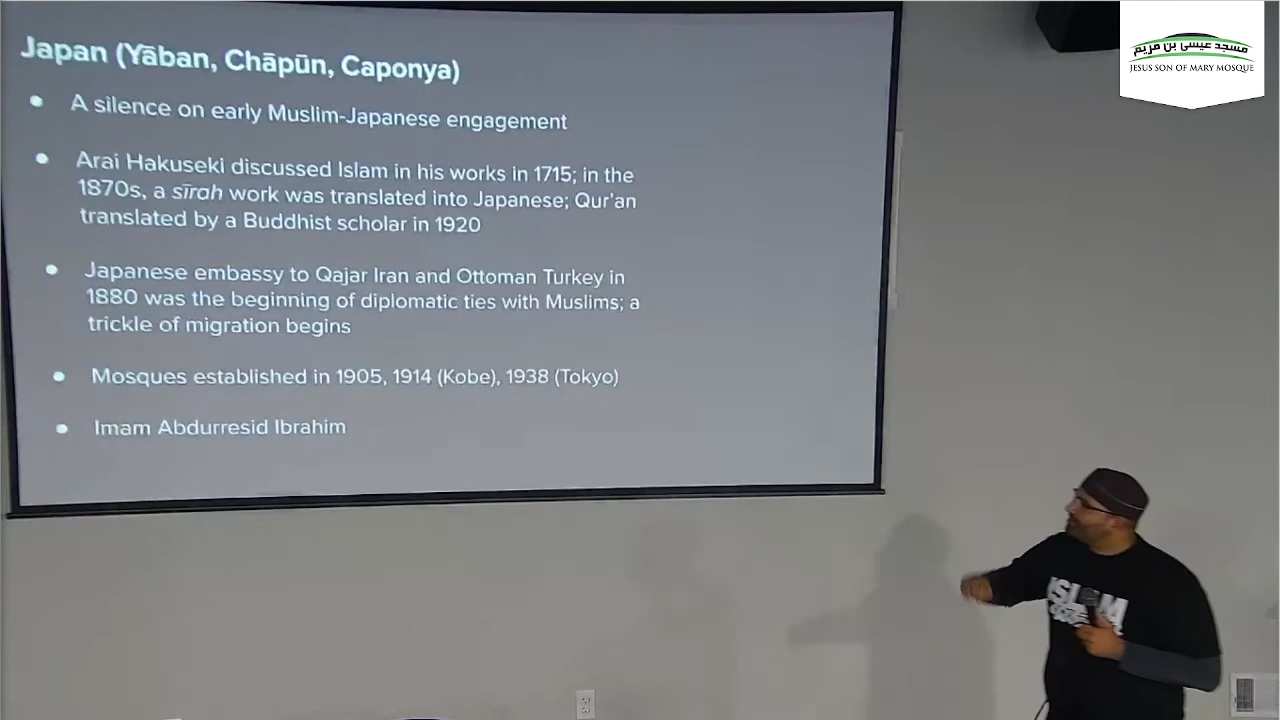 Japan (Yāban, Chāpūn, Caponya)
• A silence on early Muslim-Japanese engagement
• Arai Hakuseki discussed Islam in his works in 1715; in the
1870s, a sīrah work was translated into Japanese; Qur'an
translated by a Buddhist scholar in 1920
• Japanese embassy to Qajar Iran and Ottoman Turkey in
1880 was the beginning of diplomatic ties with Muslims; a
trickle of migration begins
• Mosques established in 1905, 1914 (Kobe), 1938 (Tokyo)
• Imam Abdurresid Ibrahim
مسجد عيسى بن مريم
JESUS SON OF MARY MOSQUE
ISLAM